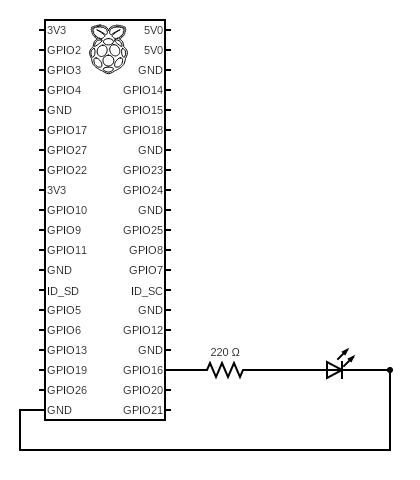 3V3 5V0
GPIO2 5V0
GPIO3 GND
GPIO4 GPIO14
GND GPIO15
GPIO17 GPIO18
GPIO27 GND
GPIO22 GPIO23
3V3 GPIO24
GPIO10 GND
GPIO9 GPIO25
GPIO11 GPIO8
GND GPIO7
ID_SD ID_SC
GPIO5 GND
GPIO6 GPIO12
GPIO13 GND
220 Ω
GPIO19 GPIO16
GPIO26 GPIO20
GND GPIO21